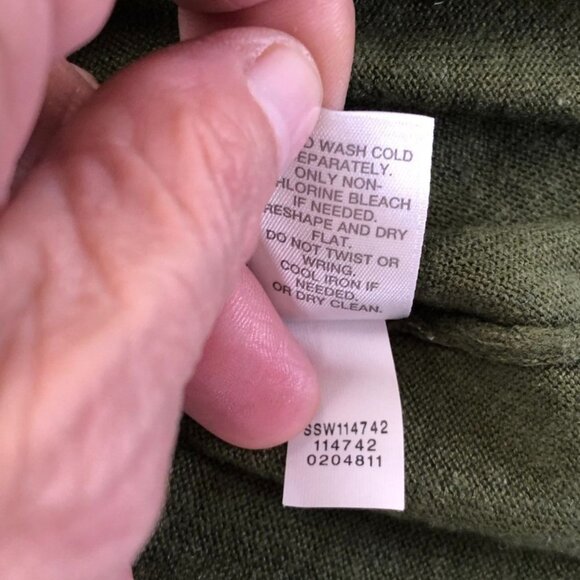 WASH COLD
EPARATELY.
ONLY NON-
HLORINE BLEACH
IF NEEDED.
RESHAPE AND DRY
FLAT.
DO NOT TWIST OR
WRING.
COOL IRON IF
NEEDED.
OR DRY CLEAN.
SSW114742
114742
0204811